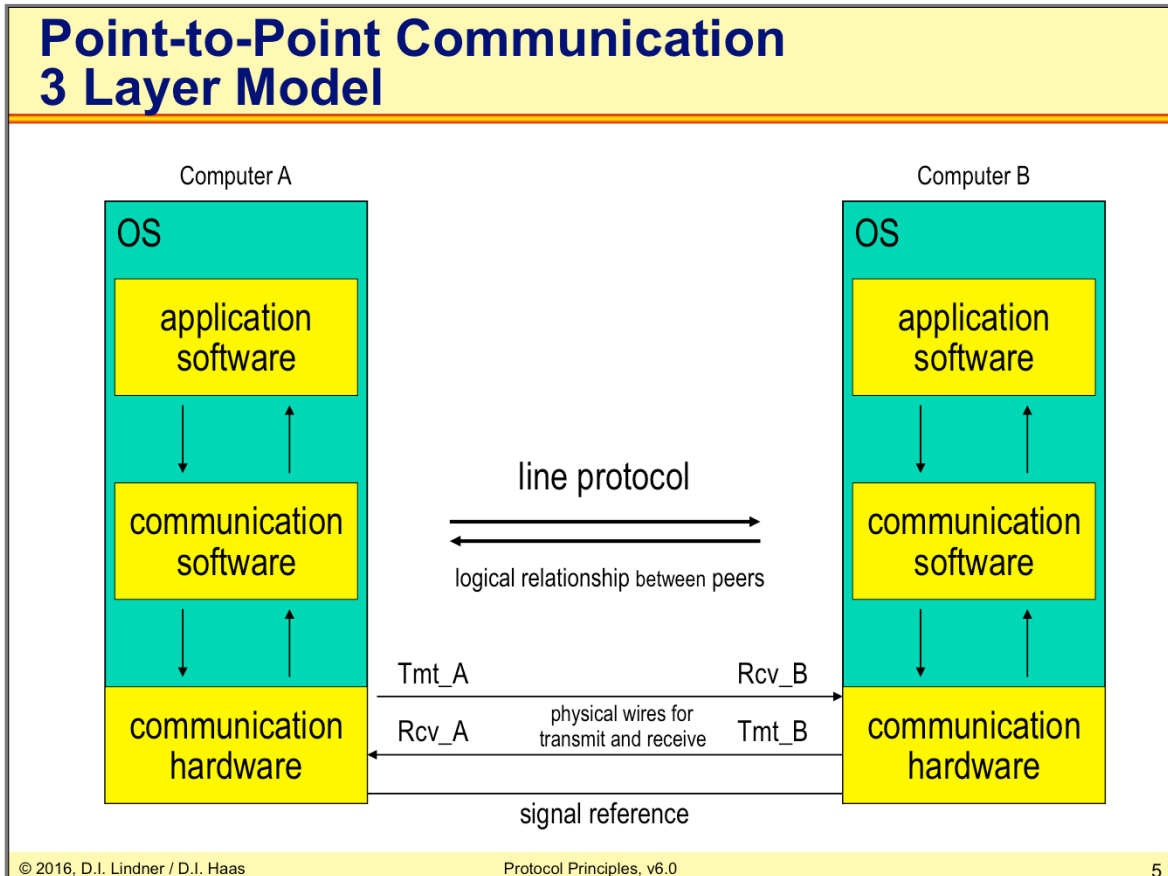 Point-to-Point Communication
3 Layer Model
Computer A
Computer B
OS
OS
application
software
application
software
line protocol
communication
software
communication
software
logical relationship between peers
Tmt_A
Rcv_B
physical wires for
transmit and receive
Rcv_A
Tmt_B
communication
hardware
communication
hardware
signal reference
© 2016, D.I. Lindner / D.I. Haas
Protocol Principles, v6.0
5